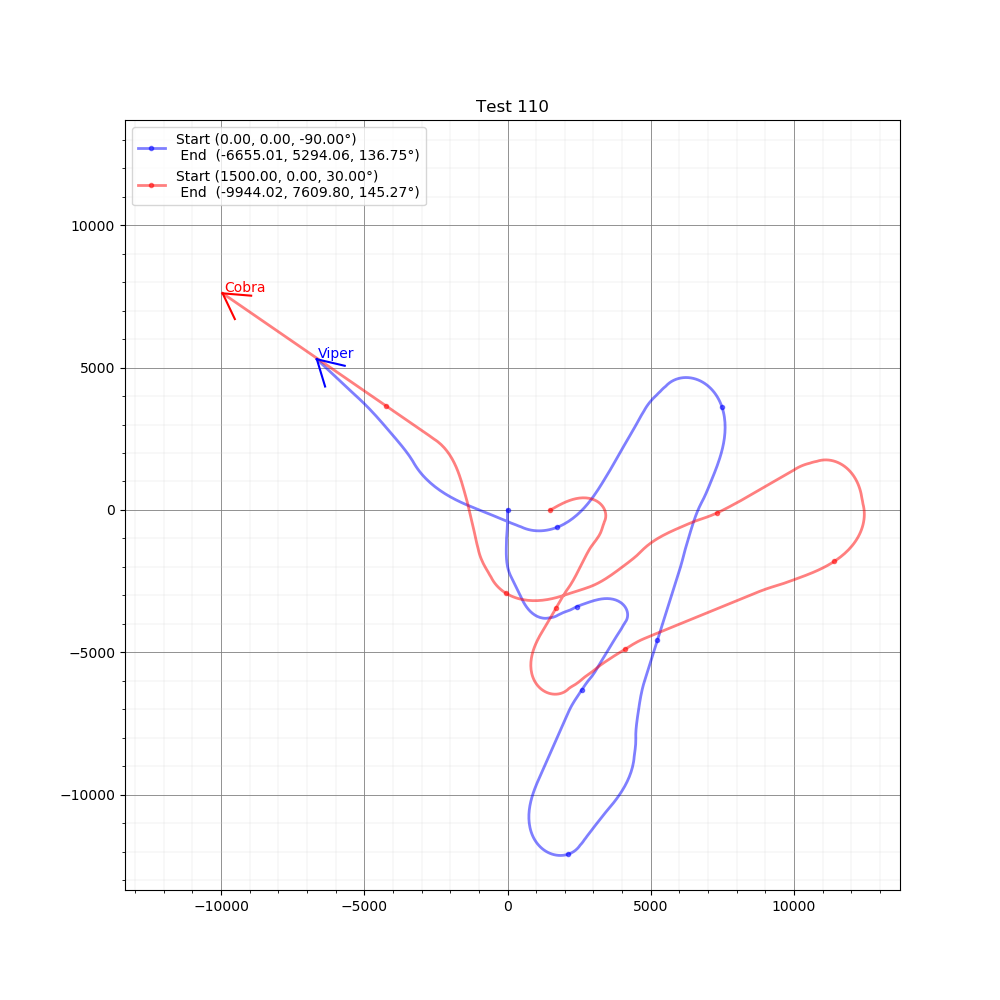 Test 110
Start (0.00, 0.00, -90.00°)
End  (-6655.01, 5294.06, 136.75°)
Start (1500.00, 0.00, 30.00°)
End  (-9944.02, 7609.80, 145.27°)
10000
5000
0
−5000
−10000
Cobra
Viper
−10000 −5000 0 5000 10000